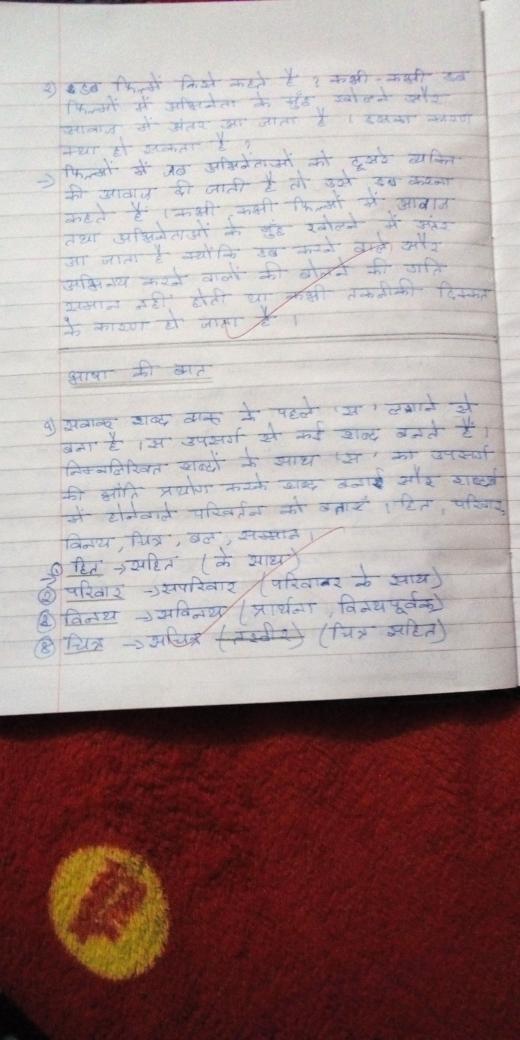 २) डब फिल्में किसे कहते है ? कभी - कभी डब
फिल्मों में अभिनेता के मुँह खोलने और
आवाज में अंतर आ जाता है । इसका कारण
क्या हो सकता है ?
→ फिल्मों में जब अभिनेताओं को दूसरे व्यक्ति
की आवाज दी जाती है तो उसे डब करना
कहते है । कभी कभी फिल्मों में आवाज
तथा अभिनेताओं के मुँह खोलने में अंतर
आ जाता है क्योंकि डब करने वाले और
अभिनय करने वालों की बोलने की गति
समान नहीं होती या कभी तकनीकी दिक्कत
के कारण हो जाता है ।
भाषा की बात
१) सवाक् शब्द वाक् के पहले 'स' लगाने से
बना है । स उपसर्ग से कई शब्द बनते हैं ।
निम्नलिखित शब्दों के साथ 'स' का उपसर्ग
की भाँति प्रयोग करके शब्द बनाएँ और शब्दार्थ
में होनेवाले परिवर्तन को बताएं । हित, परिवार,
विनय, चित्र, बल, सम्मान ।
→ ① हित → सहित (के साथ)
② परिवार → सपरिवार (परिवार के साथ)
विनय → सविनय (प्रार्थना, विनयपूर्वक)
चित्र → सचित्र (तस्वीर) (चित्र सहित)